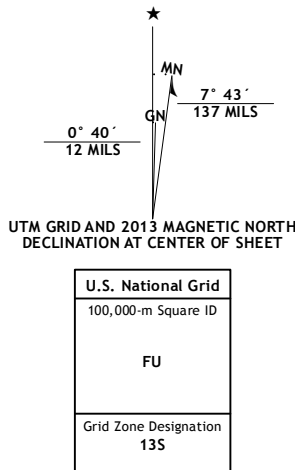 ★
MN
7° 43´
137 MILS
GN
0° 40´
12 MILS
UTM GRID AND 2013 MAGNETIC NORTH
DECLINATION AT CENTER OF SHEET
U.S. National Grid
100,000-m Square ID
FU
Grid Zone Designation
13S